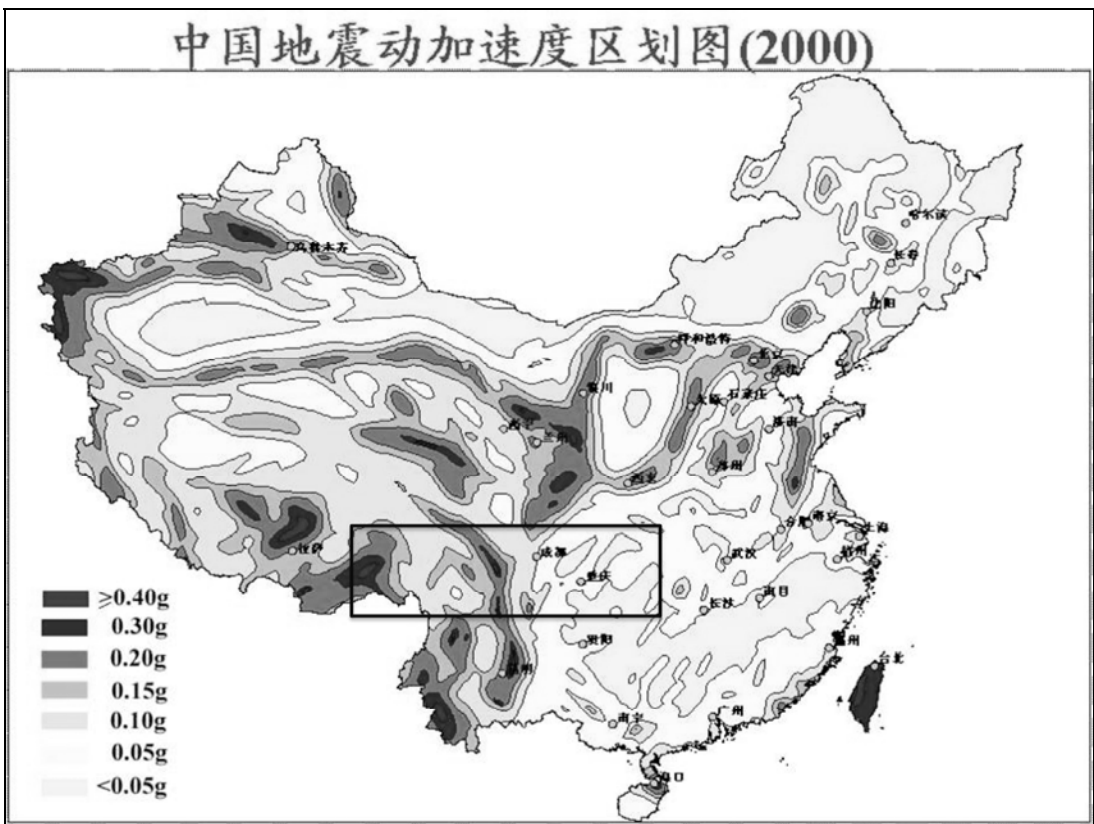 中国地震动加速度区划图(2000)
哈尔滨
长春
沈阳
乌鲁木齐
呼和浩特
北京
天津
银川
石家庄
太原
济南
西宁
兰州
郑州
西安
合肥
南京
上海
成都
武汉
杭州
拉萨
重庆
南昌
长沙
贵阳
福州
台北
昆明
广州
南宁
海口
≥0.40g
0.30g
0.20g
0.15g
0.10g
0.05g
<0.05g